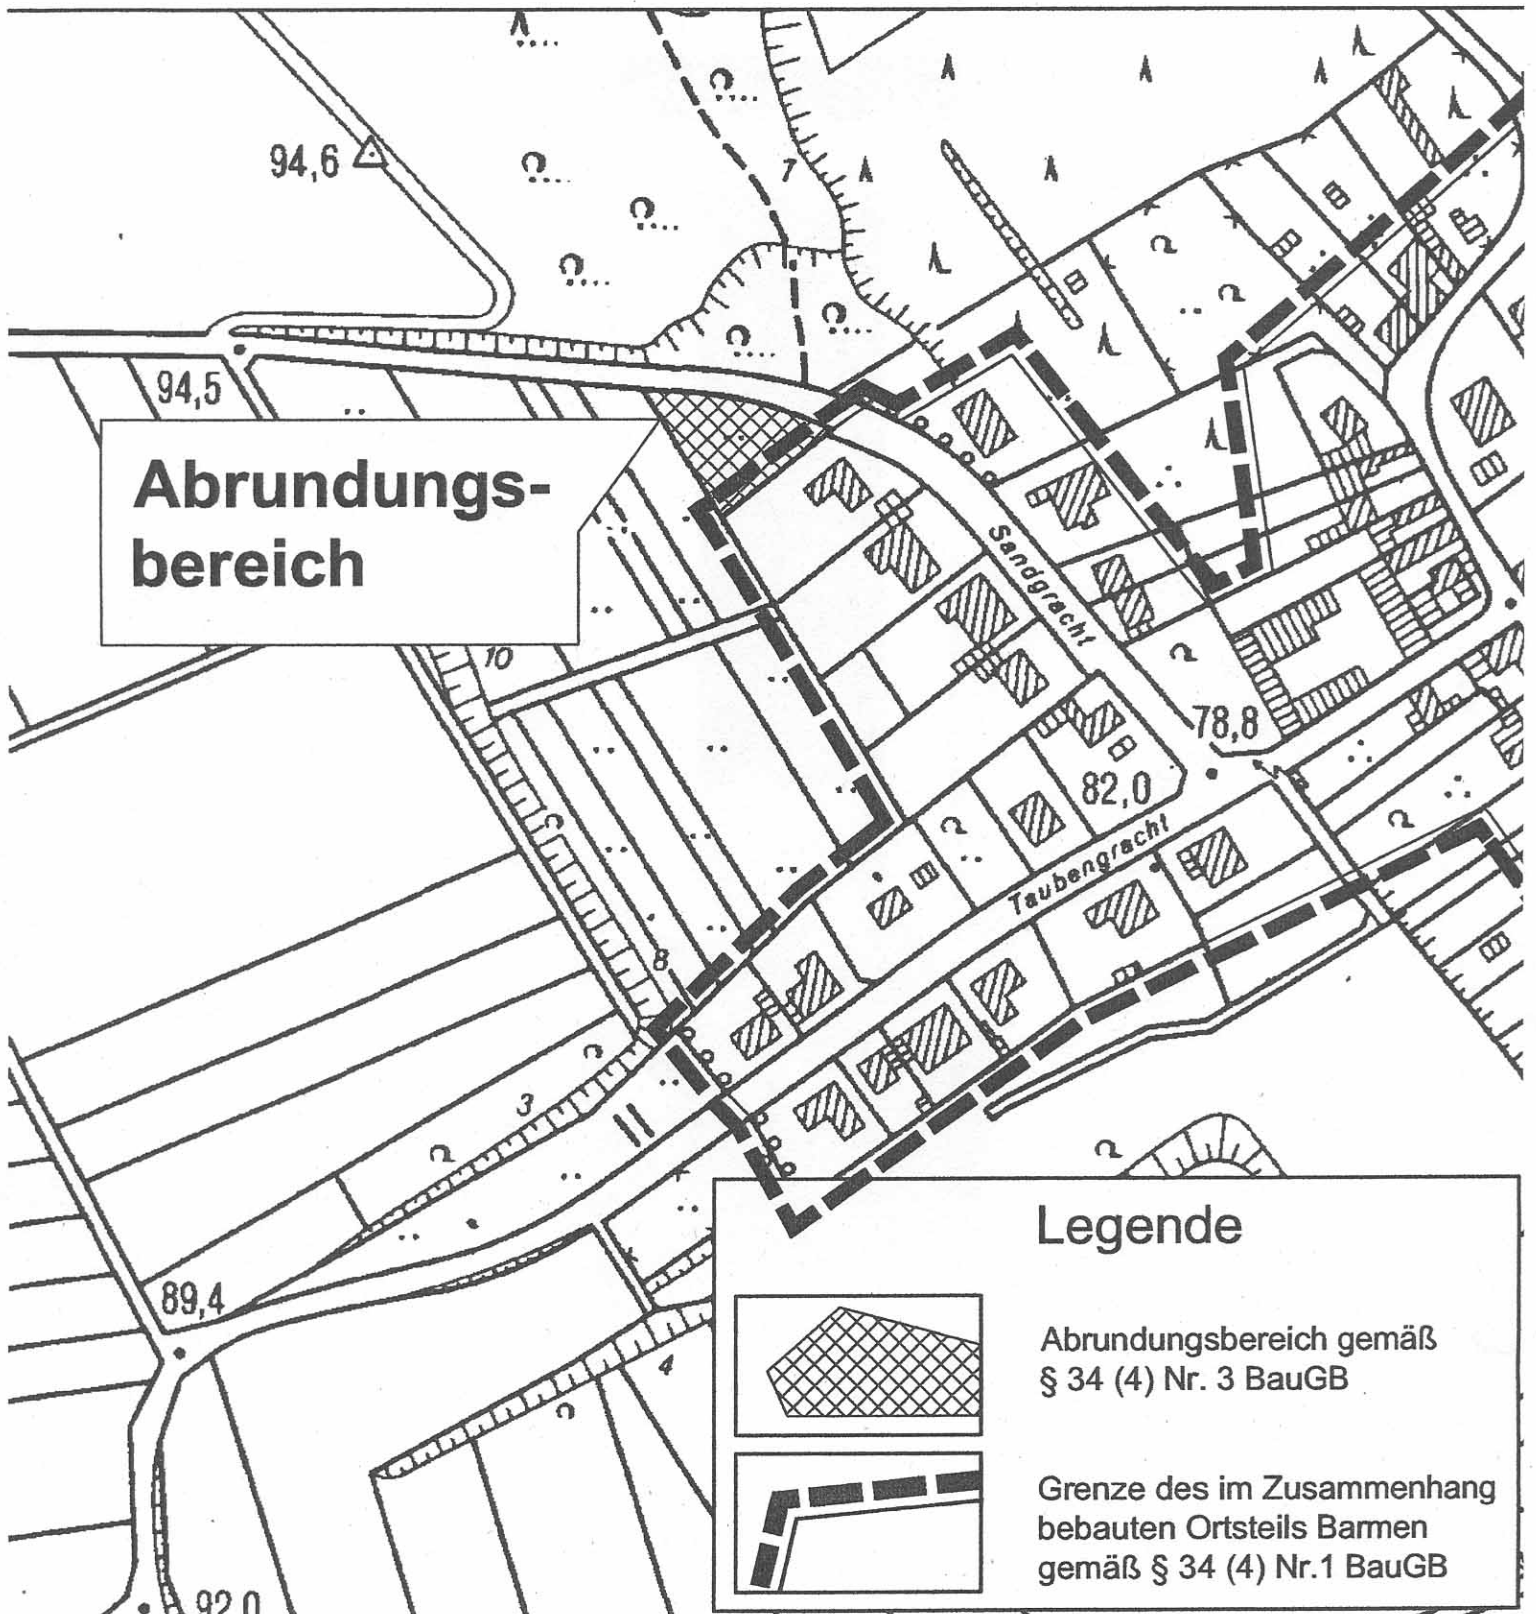 94,6
7
94,5
Abrundungs-
bereich
Sandgracht
10
78,8
82,0
Taubengracht
8
3
89,4
4
92,0
Legende
Abrundungsbereich gemäß
§ 34 (4) Nr. 3 BauGB
Grenze des im Zusammenhang
bebauten Ortsteils Barmen
gemäß § 34 (4) Nr.1 BauGB